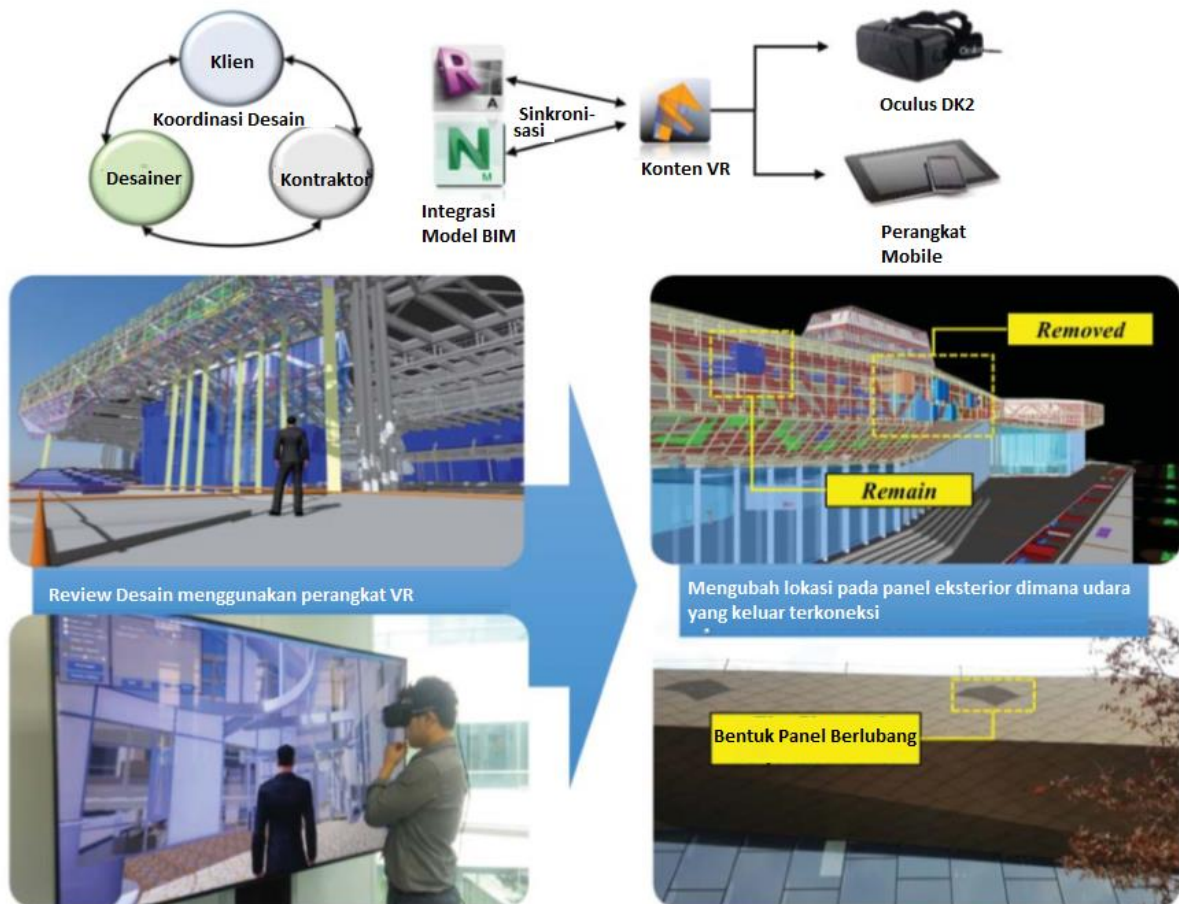 Klien
Koordinasi Desain
Desainer
Kontraktor
R
A
N
M
Sinkroni-
sasi
Integrasi
Model BIM
Konten VR
Oculus DK2
Perangkat
Mobile
Removed
Remain
Review Desain menggunakan perangkat VR
Mengubah lokasi pada panel eksterior dimana udara
yang keluar terkoneksi
Bentuk Panel Berlubang